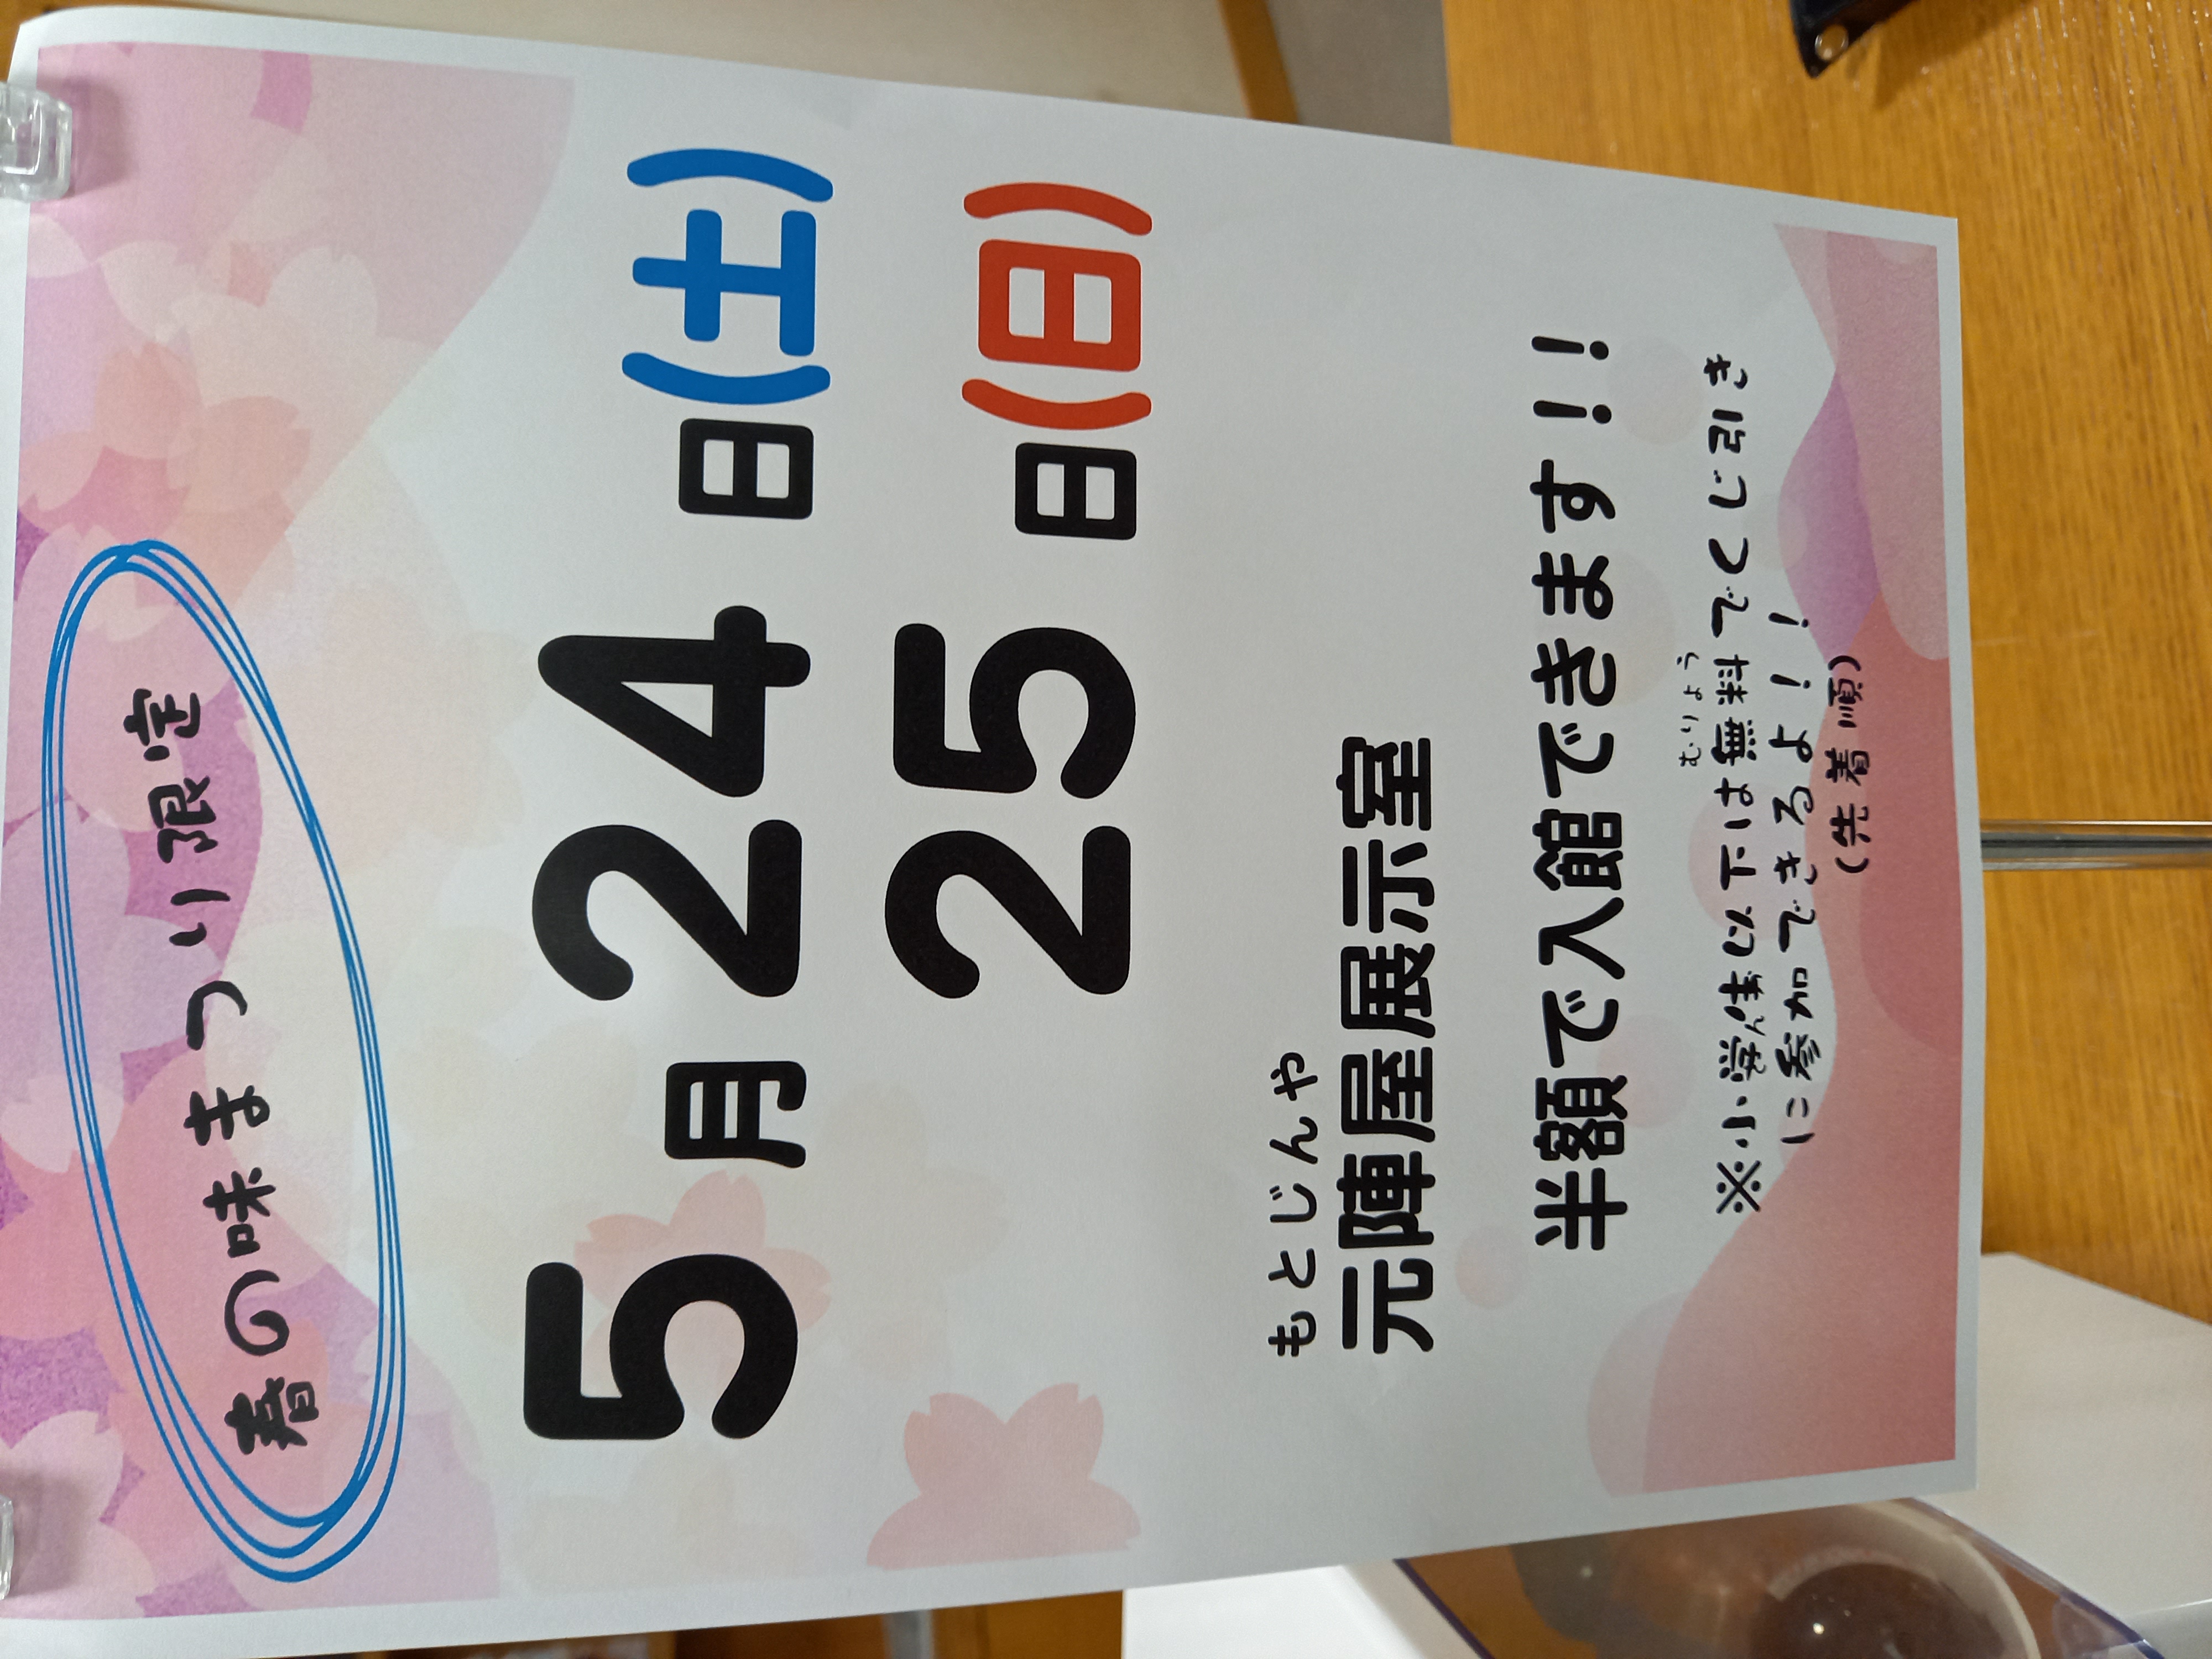 春の味まつり限定
5月24日(土)
25日(日)
もとじんや
元陣屋展示室
半額で入館できます!!
むりょう
※小学生以下は無料でくじ引き
に参加できるよ!!
(先着順)